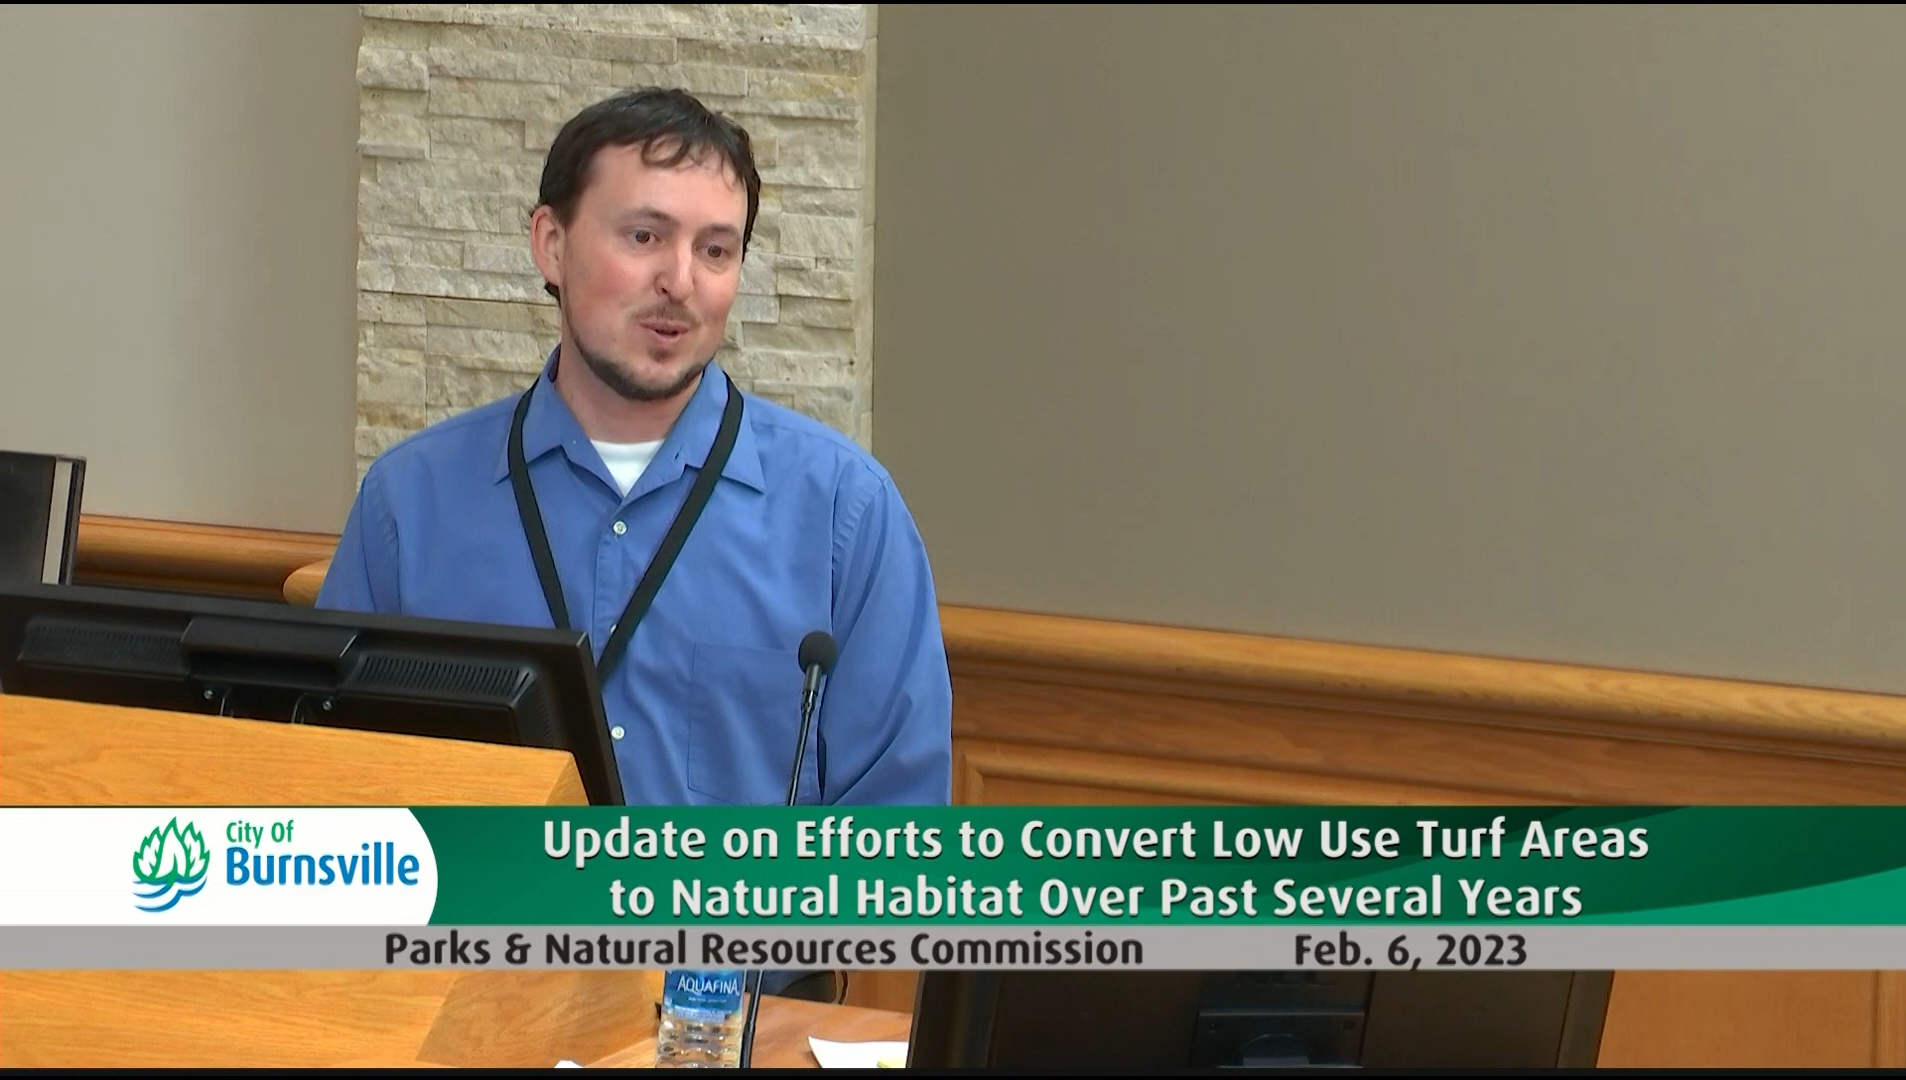 City Of
Burnsville
Update on Efforts to Convert Low Use Turf Areas
to Natural Habitat Over Past Several Years
Parks & Natural Resources Commission Feb. 6, 2023
AQUAFINA